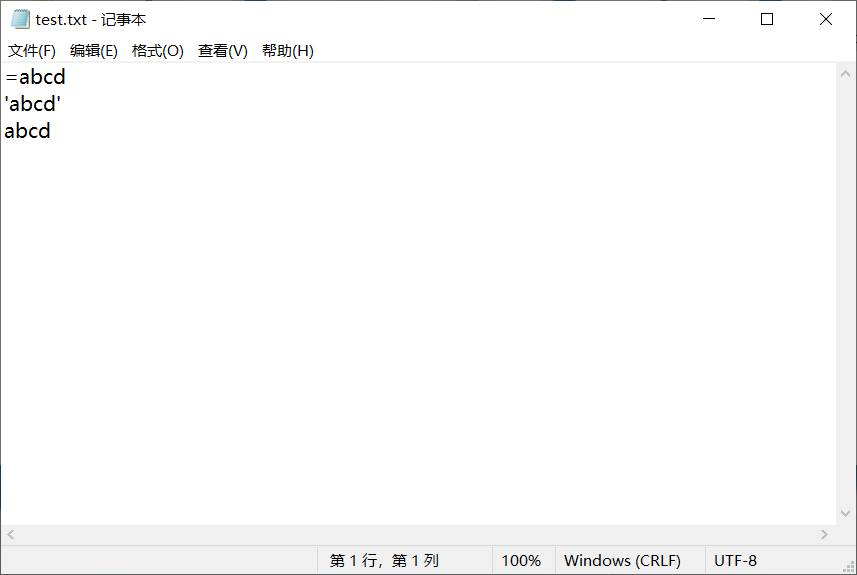 test.txt - 记事本
文件(F) 编辑(E) 格式(O) 查看(V) 帮助(H)
=abcd
'abcd'
abcd
第 1 行，第 1 列 100% Windows (CRLF) UTF-8